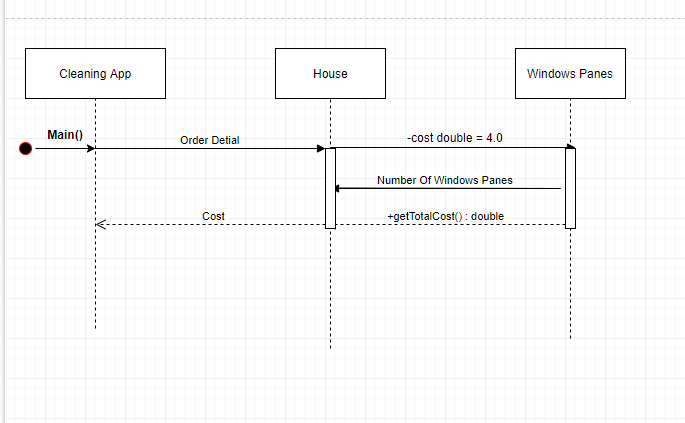 Cleaning App
House
Windows Panes
Main()
Order Detial
-cost double = 4.0
Number Of Windows Panes
Cost
+getTotalCost() : double